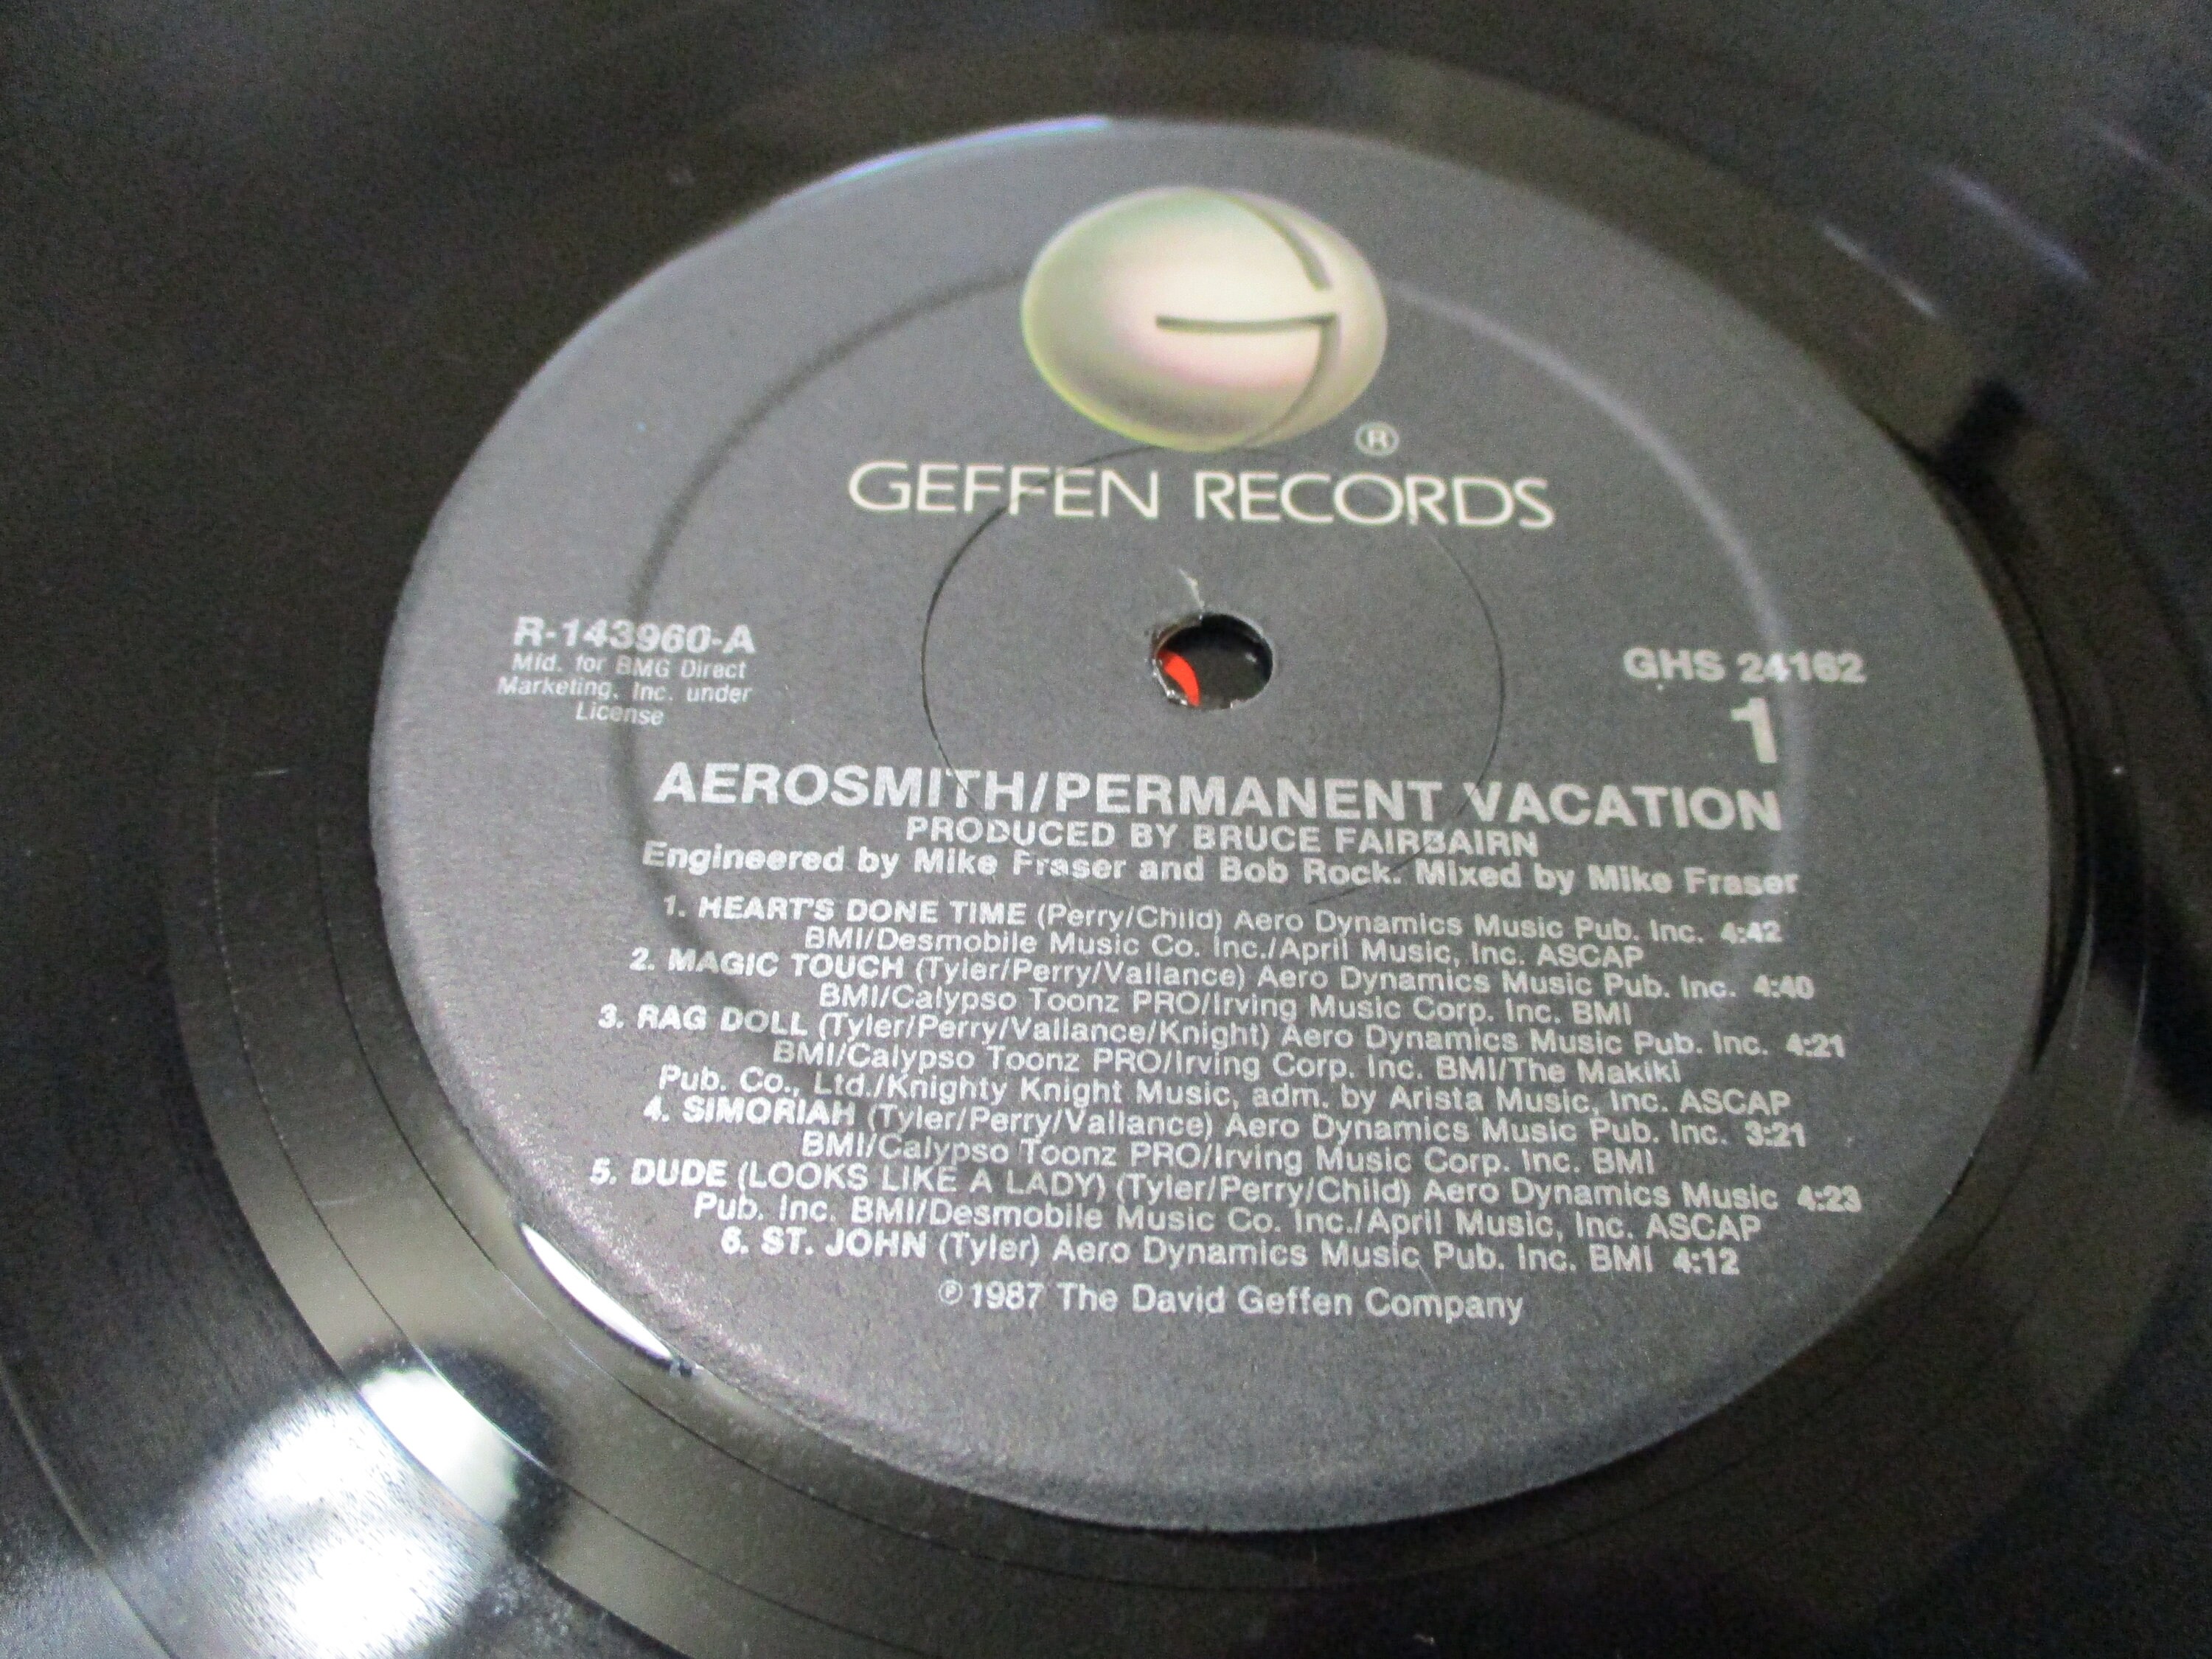 ®
GEFFEN RECORDS
R-143960-A
Mfd. for BMG Direct
Marketing, Inc. under
License
GHS 24162
1
AEROSMITH/PERMANENT VACATION
PRODUCED BY BRUCE FAIRBAIRN
Engineered by Mike Fraser and Bob Rock. Mixed by Mike Fraser
1. HEART'S DONE TIME (Perry/Child) Aero Dynamics Music Pub. Inc. 4:42
BMI/Desmobile Music Co. Inc./April Music, Inc. ASCAP
2. MAGIC TOUCH (Tyler/Perry/Vallance) Aero Dynamics Music Pub. Inc. 4:40
BMI/Calypso Toonz PRO/Irving Music Corp. Inc. BMI
3. RAG DOLL (Tyler/Perry/Vallance/Knight) Aero Dynamics Music Pub. Inc. 4:21
BMI/Calypso Toonz PRO/Irving Corp. Inc. BMI/The Makiki
Pub. Co., Ltd./Knighty Knight Music, adm. by Arista Music, Inc. ASCAP
4. SIMORIAH (Tyler/Perry/Vallance) Aero Dynamics Music Pub. Inc. 3:21
BMI/Calypso Toonz PRO/Irving Music Corp. Inc. BMI
5. DUDE (LOOKS LIKE A LADY) (Tyler/Perry/Child) Aero Dynamics Music 4:23
Pub. Inc. BMI/Desmobile Music Co. Inc./April Music, Inc. ASCAP
6. ST. JOHN (Tyler) Aero Dynamics Music Pub. Inc. BMI 4:12
℗1987 The David Geffen Company